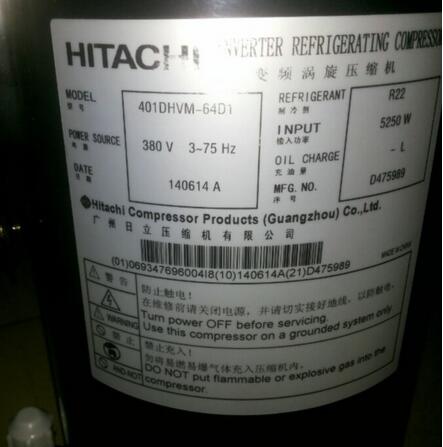 HITACHI INVERTER REFRIGERATING COMPRESSOR
变频涡旋压缩机
MODEL 型号 401DHVM-64D1
POWER SOURCE 电源 380 V 3~75 Hz
DATE 日期 140614 A
REFRIGERANT 制冷剂 R22
INPUT 输入功率 5250 W
OIL CHARGE 充油量 - L
MFG. NO. 序号 D475989
Hitachi Compressor Products (Guangzhou) Co.,Ltd.
广州日立压缩机有限公司
MADE IN CHINA
(01)06934769600418(10)140614A(21)D475989
警告
WARNING
防止触电!
在维修前请关闭电源，并请切实接好地线，以防触电.
Turn power OFF before servicing.
Use this compressor on a grounded system only
禁止
禁止充入!
勿将易燃易爆气体充入压缩机内.
DO NOT put flammable or explosive gas into the
compressor.